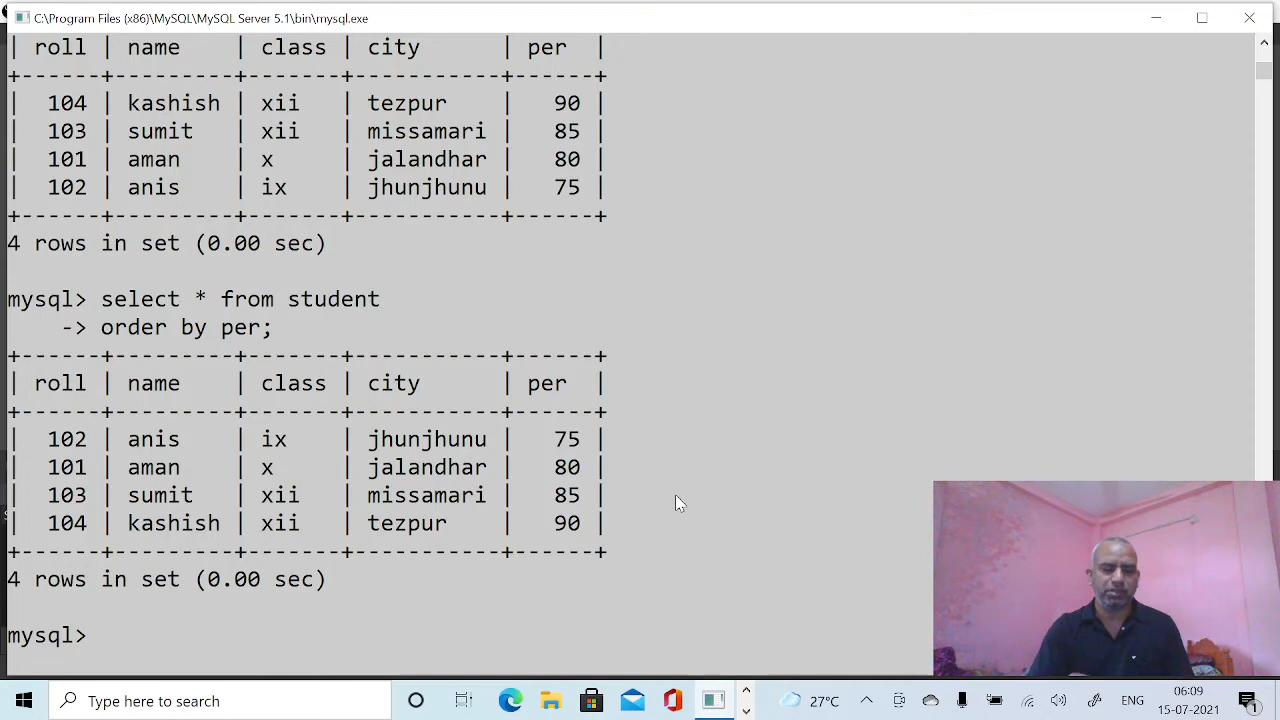 C:\Program Files (x86)\MySQL\MySQL Server 5.1\bin\mysql.exe
| roll | name    | class | city      | per  |
+------+---------+-------+-----------+------+
|  104 | kashish | xii   | tezpur    |   90 |
|  103 | sumit   | xii   | missamari |   85 |
|  101 | aman    | x     | jalandhar |   80 |
|  102 | anis    | ix    | jhunjhunu |   75 |
+------+---------+-------+-----------+------+
4 rows in set (0.00 sec)
mysql> select * from student
    -> order by per;
+------+---------+-------+-----------+------+
| roll | name    | class | city      | per  |
+------+---------+-------+-----------+------+
|  102 | anis    | ix    | jhunjhunu |   75 |
|  101 | aman    | x     | jalandhar |   80 |
|  103 | sumit   | xii   | missamari |   85 |
|  104 | kashish | xii   | tezpur    |   90 |
+------+---------+-------+-----------+------+
4 rows in set (0.00 sec)
mysql>
Type here to search
27°C
ENG
06:09
15-07-2021
1